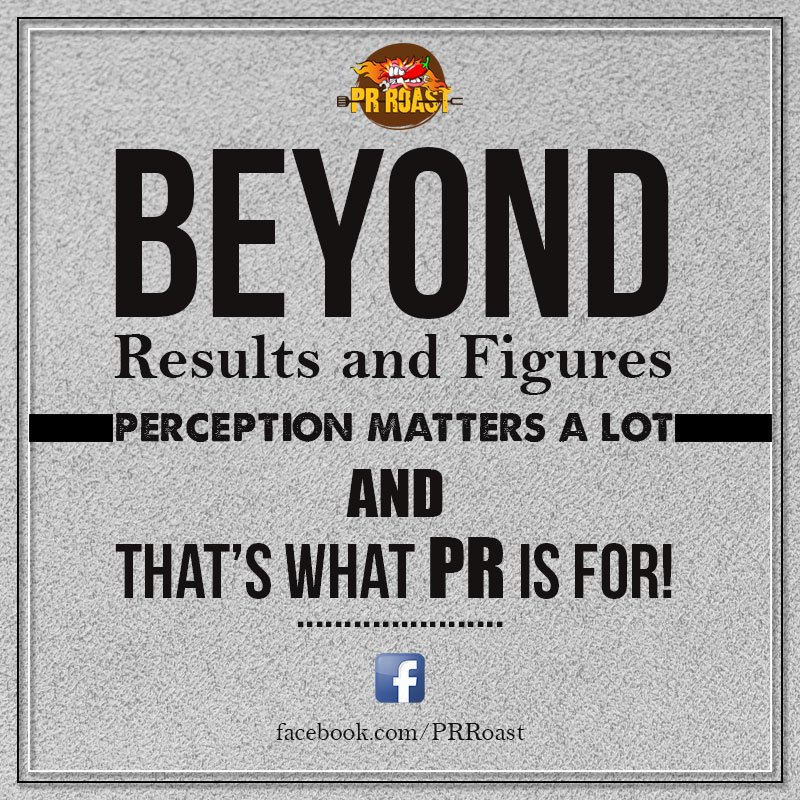 PR ROAST
BEYOND
Results and Figures
PERCEPTION MATTERS A LOT
AND
THAT'S WHAT PR IS FOR!
f
facebook.com/PRRoast